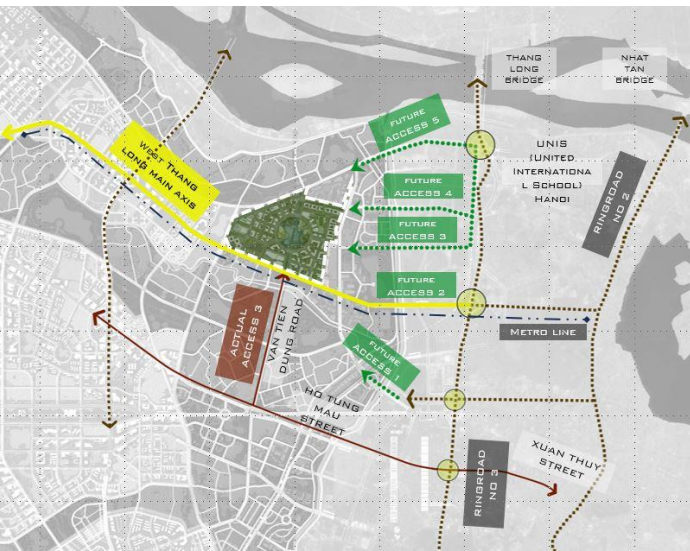 THANG
LONG
BRIDGE
NHAT
TAN
BRIDGE
FUTURE
ACCESS 5
UNIS
(UNITED
INTERNATIONA
L SCHOOL)
HANOI
WEST THANG
LONG MAIN AXIS
FUTURE
ACCESS 4
RINGROAD
NO 2
FUTURE
ACCESS 3
FUTURE
ACCESS 2
ACTUAL
ACCESS 3
VAN TIEN
DUNG ROAD
METRO LINE
FUTURE
ACCESS 1
HO TUNG
MAU
STREET
XUAN THUY
STREET
RINGROAD
NO 3